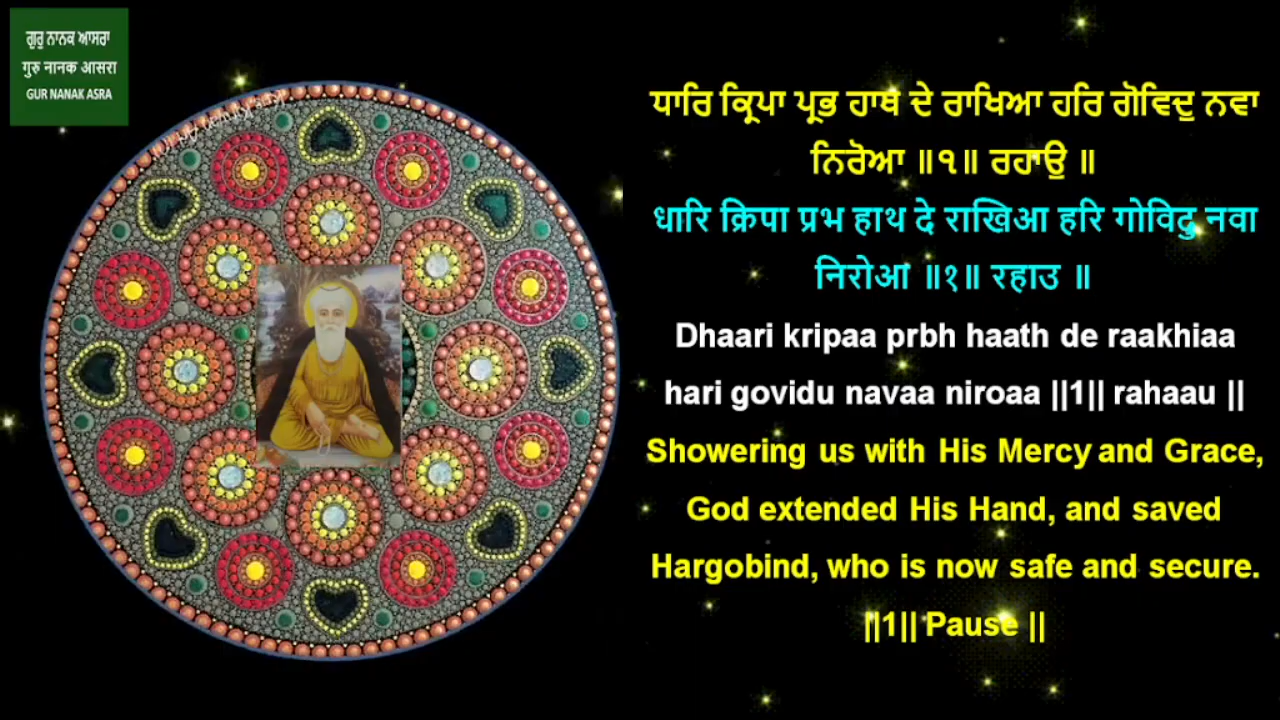 ਗੁਰੁ ਨਾਨਕ ਆਸਰਾ
गुरु नानक आसरा
GUR NANAK ASRA
ਧਾਰਿ ਕ੍ਰਿਪਾ ਪ੍ਰਭ ਹਾਥ ਦੇ ਰਾਖਿਆ ਹਰਿ ਗੋਵਿਦੁ ਨਵਾ
ਨਿਰੋਆ ॥੧॥ ਰਹਾਉ ॥
धारि क्रिपा प्रभ हाथ दे राखिआ हरि गोविदु नवा
निरोआ ॥१॥ रहाउ ॥
Dhaari kripaa prbh haath de raakhiaa
hari govidu navaa niroaa ||1|| rahaau ||
Showering us with His Mercy and Grace,
God extended His Hand, and saved
Hargobind, who is now safe and secure.
||1|| Pause ||